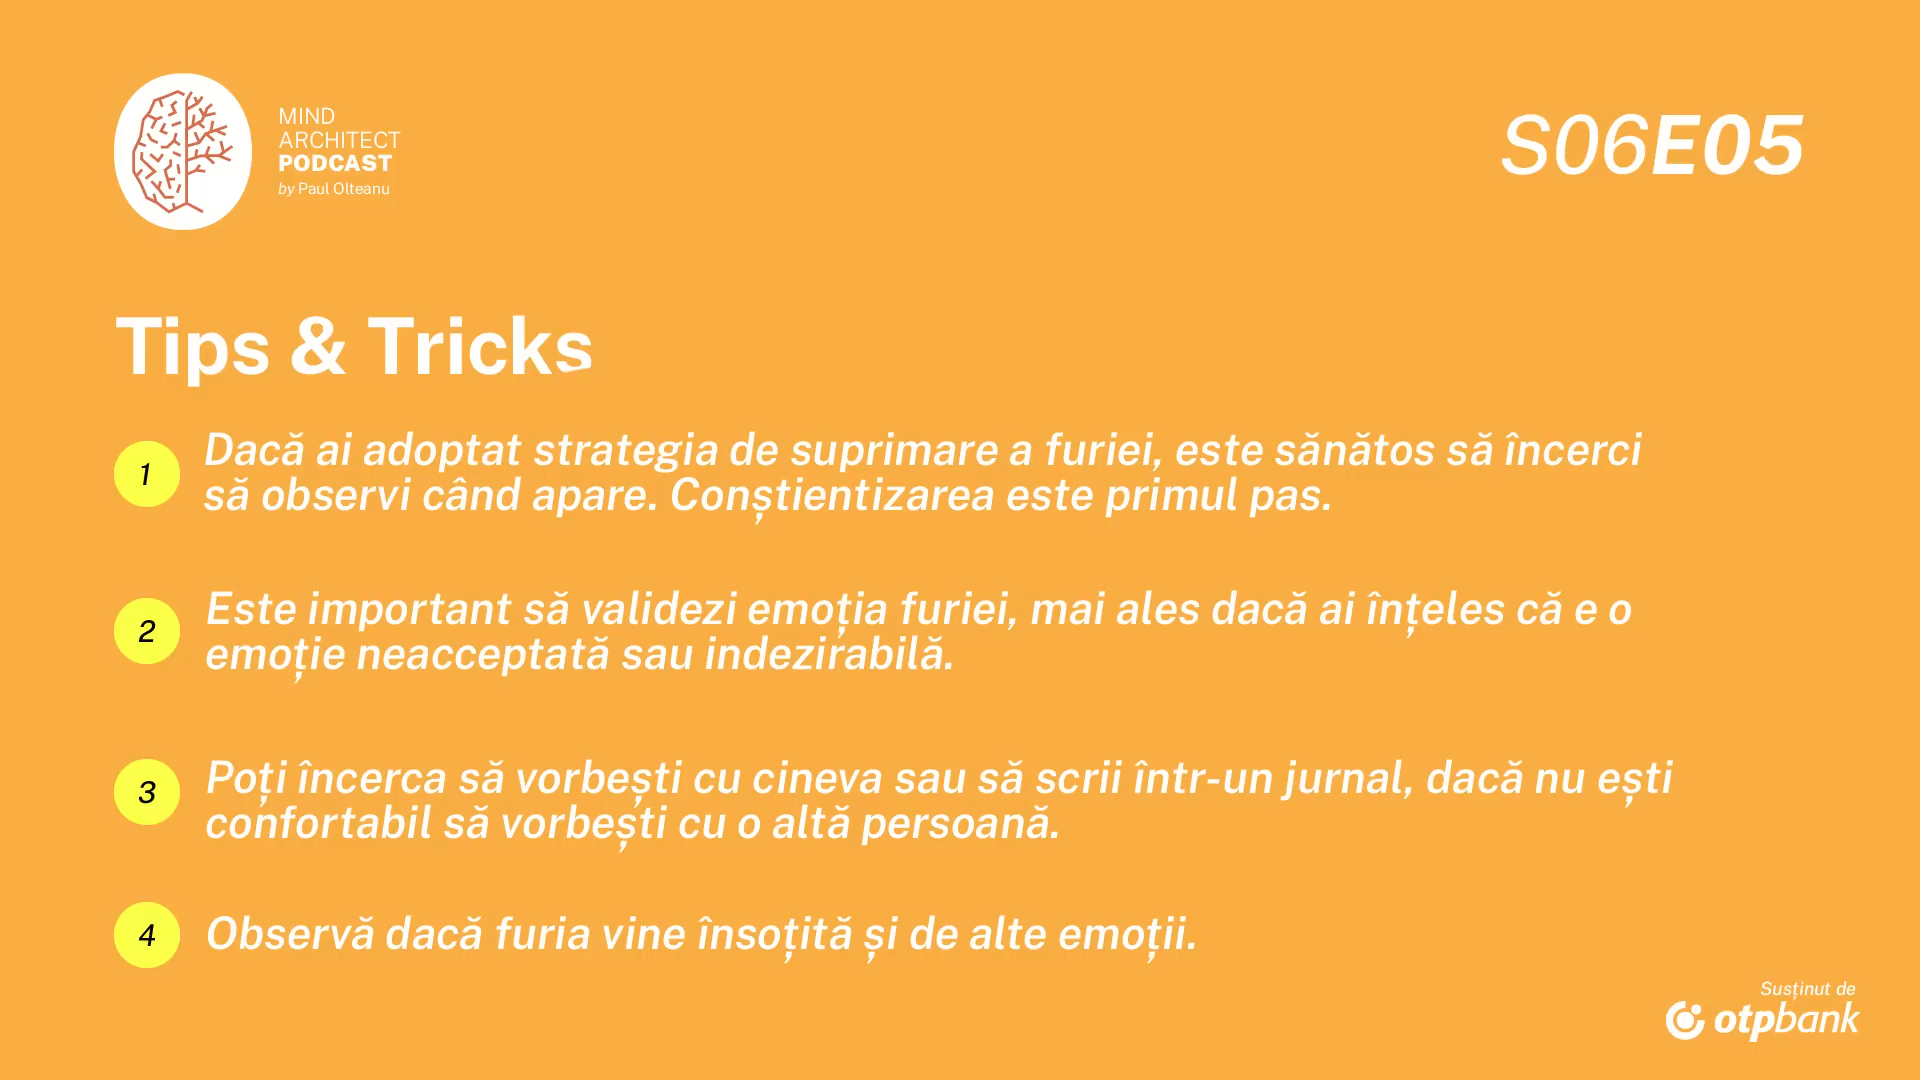 MIND
ARCHITECT
PODCAST
by Paul Olteanu
S06E05
Tips & Tricks
1
Dacă ai adoptat strategia de suprimare a furiei, este sănătos să încerci
să observi când apare. Conștientizarea este primul pas.
2
Este important să validezi emoția furiei, mai ales dacă ai înțeles că e o
emoție neacceptată sau indezirabilă.
3
Poți încerca să vorbești cu cineva sau să scrii într-un jurnal, dacă nu ești
confortabil să vorbești cu o altă persoană.
4
Observă dacă furia vine însoțită și de alte emoții.
Susținut de
otpbank